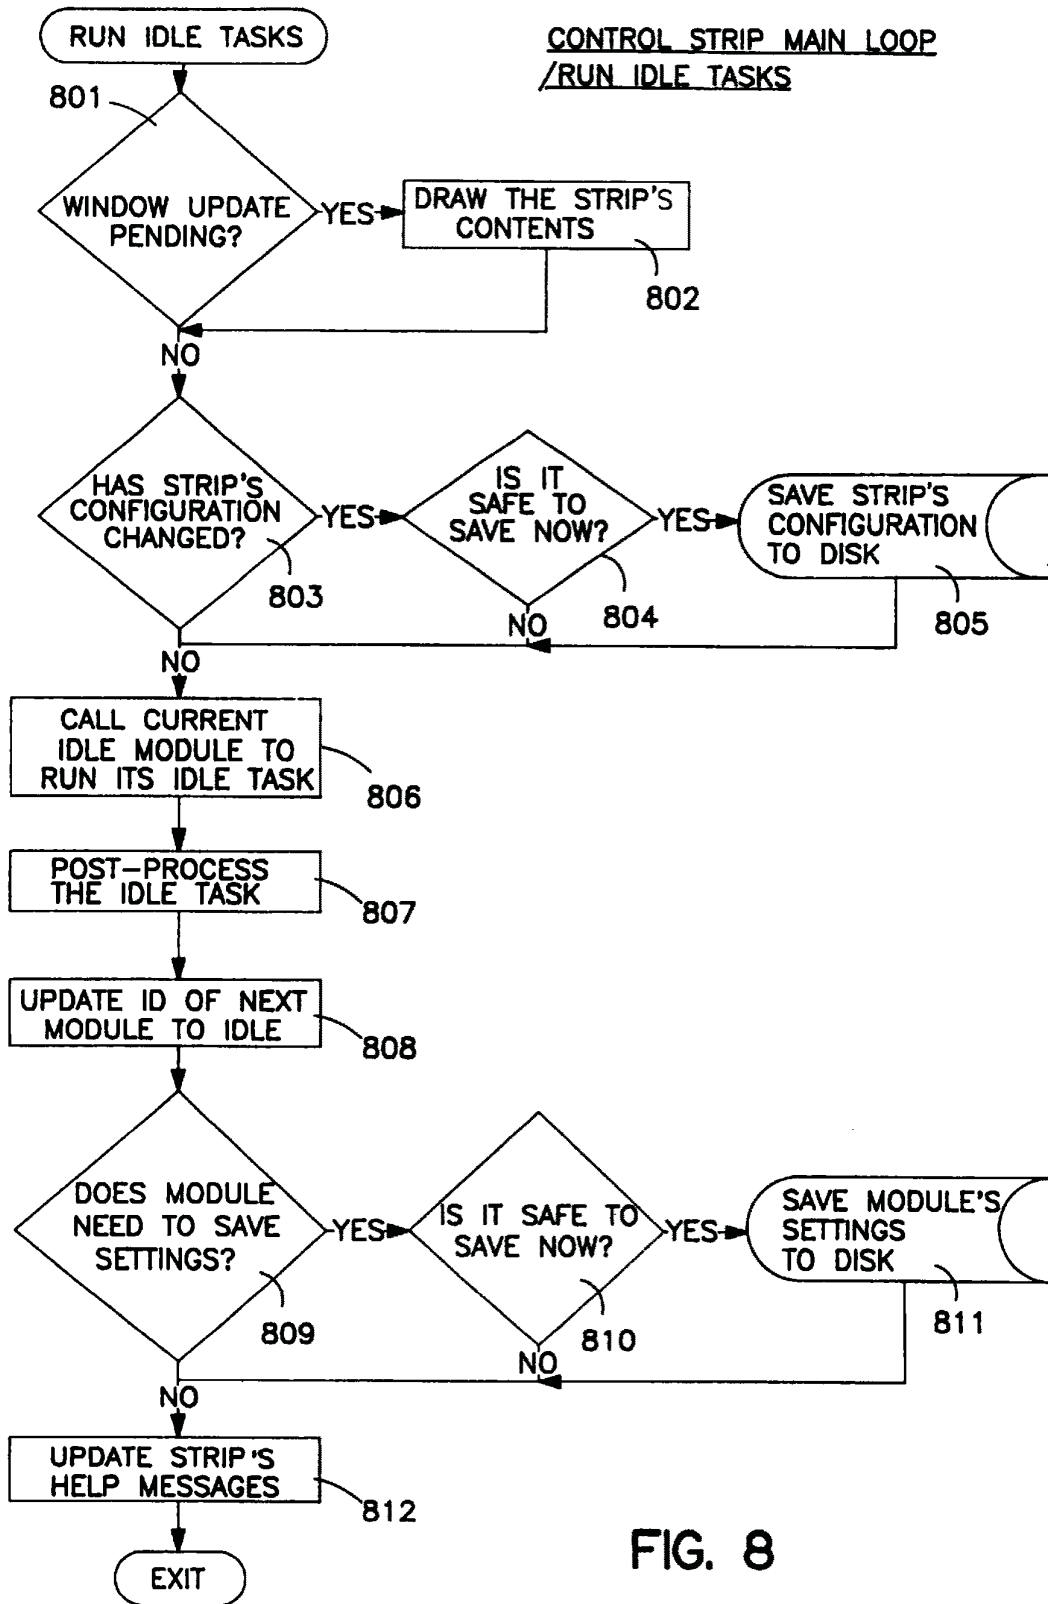 RUN IDLE TASKS
CONTROL STRIP MAIN LOOP
/RUN IDLE TASKS
801
WINDOW UPDATE
PENDING?
YES
DRAW THE STRIP'S
CONTENTS
802
NO
HAS STRIP'S
CONFIGURATION
CHANGED?
803
YES
IS IT
SAFE TO
SAVE NOW?
804
YES
SAVE STRIP'S
CONFIGURATION
TO DISK
805
NO
NO
CALL CURRENT
IDLE MODULE TO
RUN ITS IDLE TASK
806
POST-PROCESS
THE IDLE TASK
807
UPDATE ID OF NEXT
MODULE TO IDLE
808
DOES MODULE
NEED TO SAVE
SETTINGS?
809
YES
IS IT SAFE TO
SAVE NOW?
810
YES
SAVE MODULE'S
SETTINGS
TO DISK
811
NO
NO
UPDATE STRIP'S
HELP MESSAGES
812
EXIT
FIG. 8